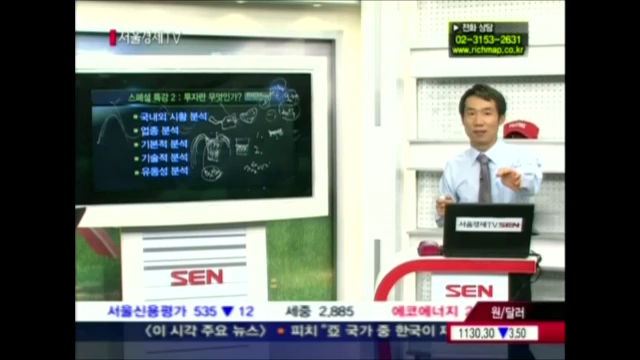 서울경제TV
▶ 전화 상담
02-3153-2631
www.richmap.co.kr
스페셜 특강 2 : 투자란 무엇인가?
• 국내외 시황 분석
• 업종 분석
• 기본적 분석
• 기술적 분석
• 유동성 분석
1.
2.
서울경제TV SEN
SEN
SEN
서울신용평가 535 ▼ 12 세중 2,885 에코에너지
원/달러
<이 시각 주요 뉴스> • 피치 "亞 국가 중 한국이
1130.30 ▼3.50